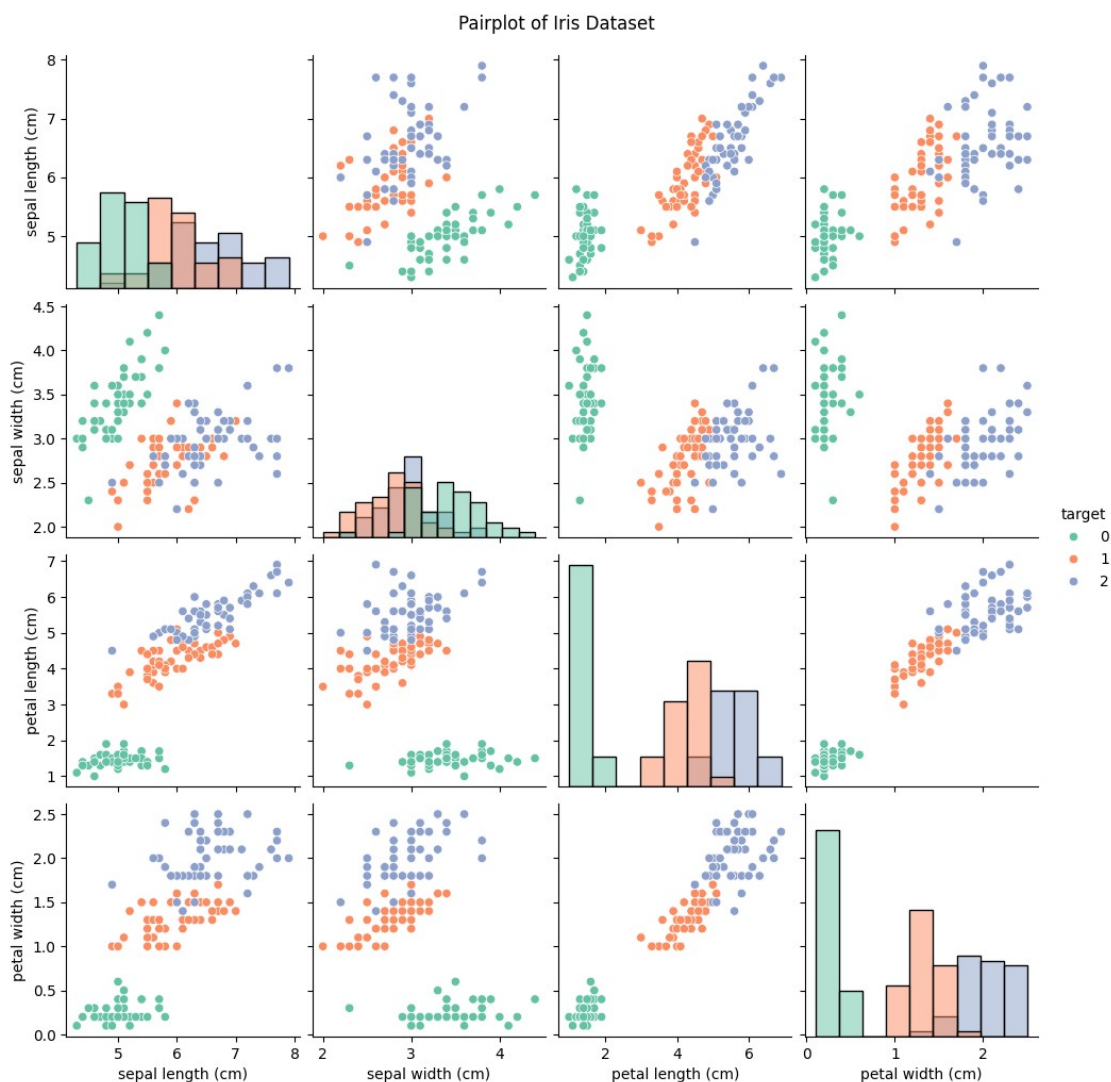 Pairplot of Iris Dataset
8
7
6
5
sepal length (cm)
4.5
4.0
3.5
3.0
2.5
2.0
sepal width (cm)
target
0
1
2
7
6
5
4
3
2
1
petal length (cm)
2.5
2.0
1.5
1.0
0.5
0.0
petal width (cm)
5 6 7 8
2 3 4
2 4 6
0 1 2
sepal length (cm)
sepal width (cm)
petal length (cm)
petal width (cm)